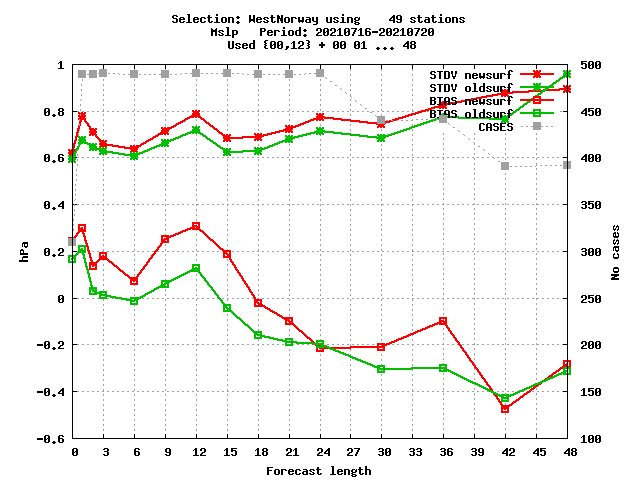 Selection: WestNorway using    49 stations
Mslp   Period: 20210716-20210720
Used {00,12} + 00 01 ... 48
STDV newsurf
STDV oldsurf
BIAS newsurf
BIAS oldsurf
CASES
1
0.8
0.6
0.4
0.2
0
-0.2
-0.4
-0.6
hPa
500
450
400
350
300
250
200
150
100
No cases
0 3 6 9 12 15 18 21 24 27 30 33 36 39 42 45 48
Forecast length